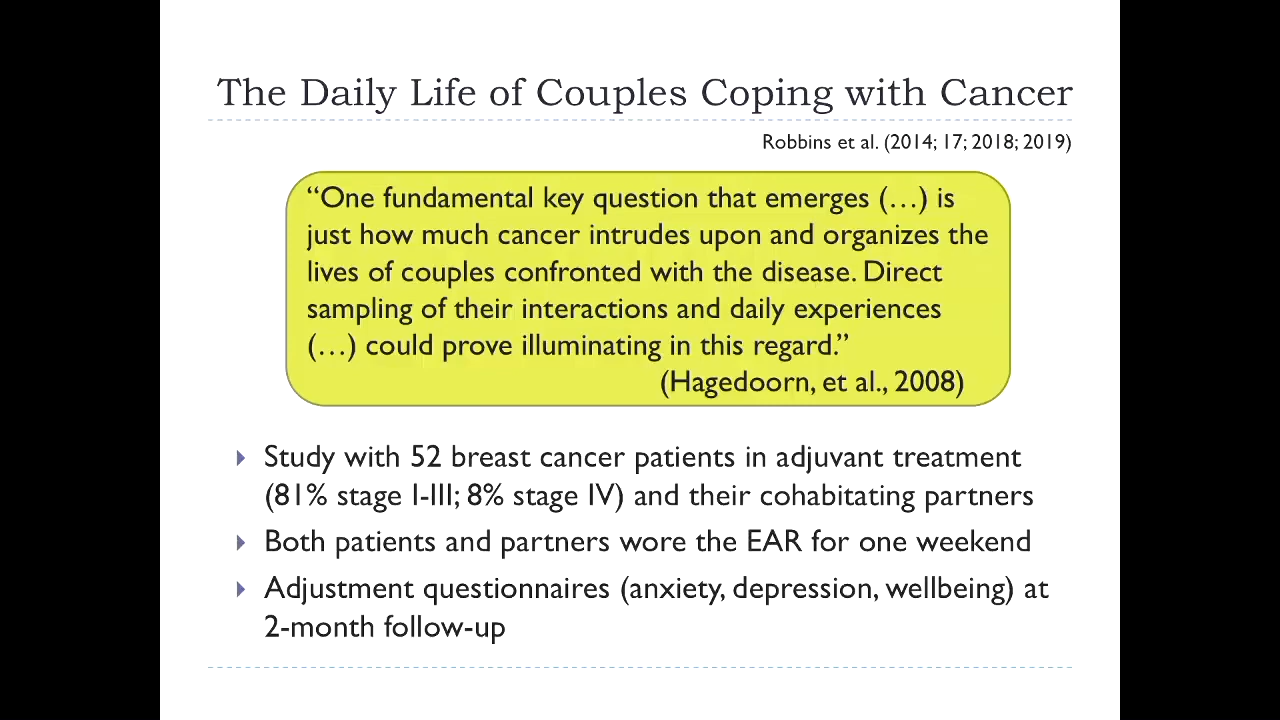 The Daily Life of Couples Coping with Cancer
Robbins et al. (2014; 17; 2018; 2019)
“One fundamental key question that emerges (…) is
just how much cancer intrudes upon and organizes the
lives of couples confronted with the disease. Direct
sampling of their interactions and daily experiences
(…) could prove illuminating in this regard.”
(Hagedoorn, et al., 2008)
Study with 52 breast cancer patients in adjuvant treatment
(81% stage I-III; 8% stage IV) and their cohabitating partners
Both patients and partners wore the EAR for one weekend
Adjustment questionnaires (anxiety, depression, wellbeing) at
2-month follow-up